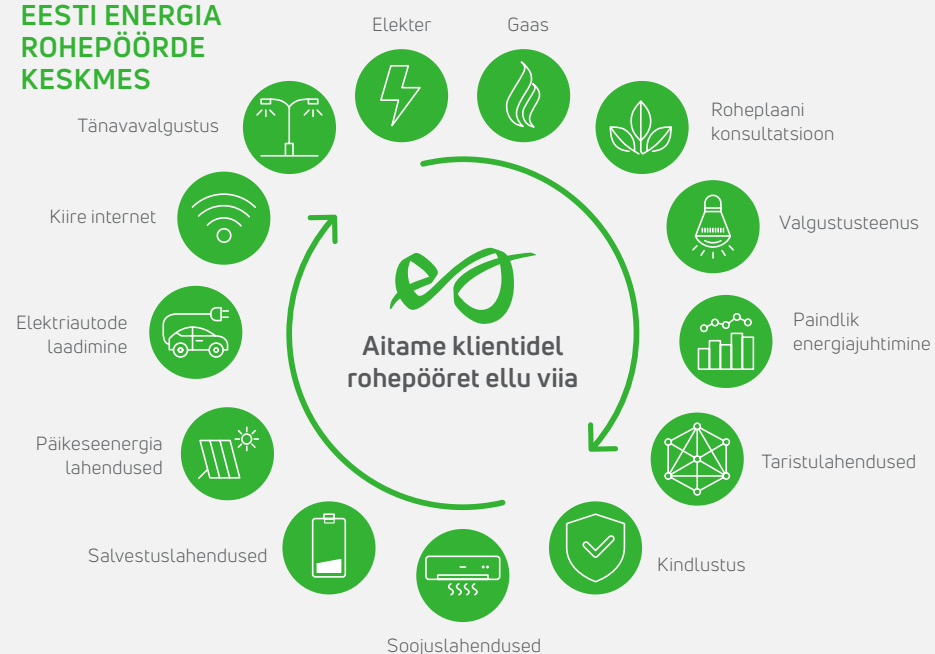 EESTI ENERGIA
ROHEPÖÖRDE
KESKMES
Elekter
Gaas
Roheplaani
konsultatsioon
Valgustusteenus
Paindlik
energiajuhtimine
Taristulahendused
Kindlustus
Soojuslahendused
Salvestuslahendused
Päikeseenergia
lahendused
Elektriautode
laadimine
Kiire internet
Tänavavalgustus
Aitame klientidel
rohepööret ellu viia